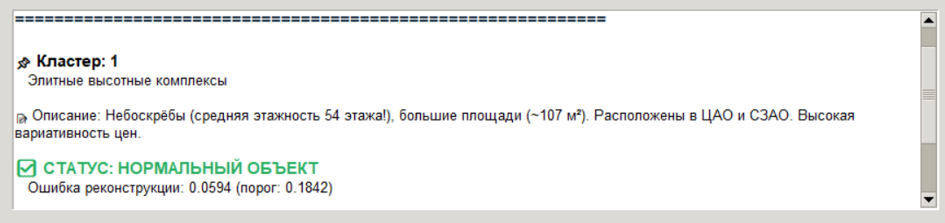 ============================================================
Кластер: 1
Элитные высотные комплексы
Описание: Небоскрёбы (средняя этажность 54 этажа!), большие площади (~107 м²). Расположены в ЦАО и СЗАО. Высокая
вариативность цен.
СТАТУС: НОРМАЛЬНЫЙ ОБЪЕКТ
Ошибка реконструкции: 0.0594 (порог: 0.1842)